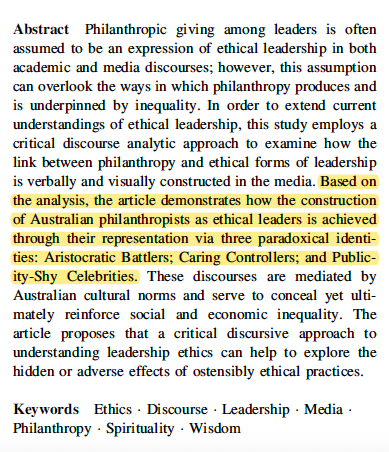 Abstract Philanthropic giving among leaders is often
assumed to be an expression of ethical leadership in both
academic and media discourses; however, this assumption
can overlook the ways in which philanthropy produces and
is underpinned by inequality. In order to extend current
understandings of ethical leadership, this study employs a
critical discourse analytic approach to examine how the
link between philanthropy and ethical forms of leadership
is verbally and visually constructed in the media. Based on
the analysis, the article demonstrates how the construction
of Australian philanthropists as ethical leaders is achieved
through their representation via three paradoxical identi-
ties: Aristocratic Battlers; Caring Controllers; and Public-
ity-Shy Celebrities. These discourses are mediated by
Australian cultural norms and serve to conceal yet ulti-
mately reinforce social and economic inequality. The
article proposes that a critical discursive approach to
understanding leadership ethics can help to explore the
hidden or adverse effects of ostensibly ethical practices.
Keywords Ethics · Discourse · Leadership · Media ·
Philanthropy · Spirituality · Wisdom